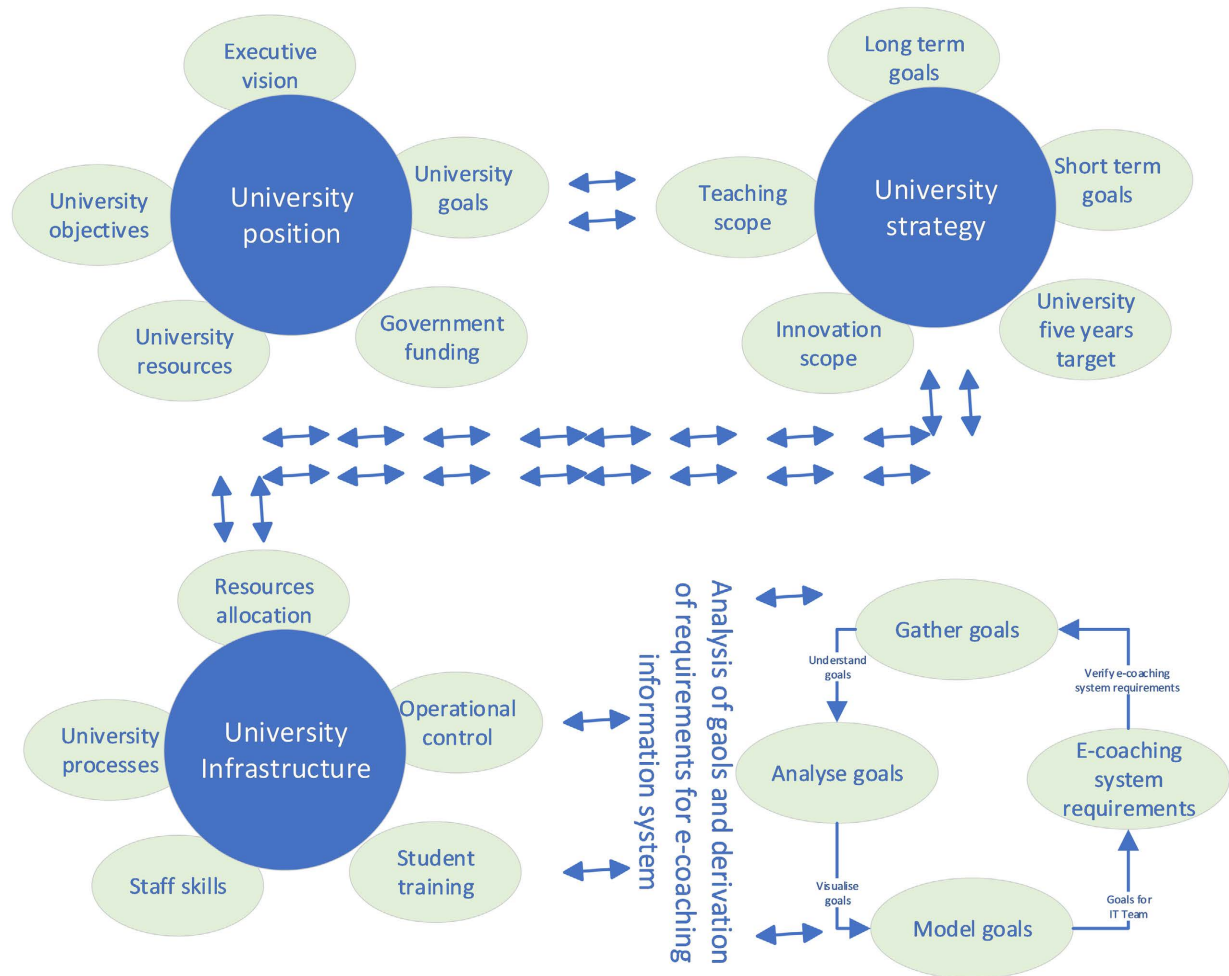 Executive
vision
University
position
University
goals
University
objectives
University
resources
Government
funding
Long term
goals
University
strategy
Short term
goals
Teaching
scope
Innovation
scope
University
five years
target
Resources
allocation
University
Infrastructure
Operational
control
University
processes
Staff skills
Student
training
Analysis of gaols and derivation
of requirements for e-coaching
information system
Gather goals
Understand
goals
Analyse goals
Visualise
goals
Model goals
Goals for
IT Team
E-coaching
system
requirements
Verify e-coaching
system requirements